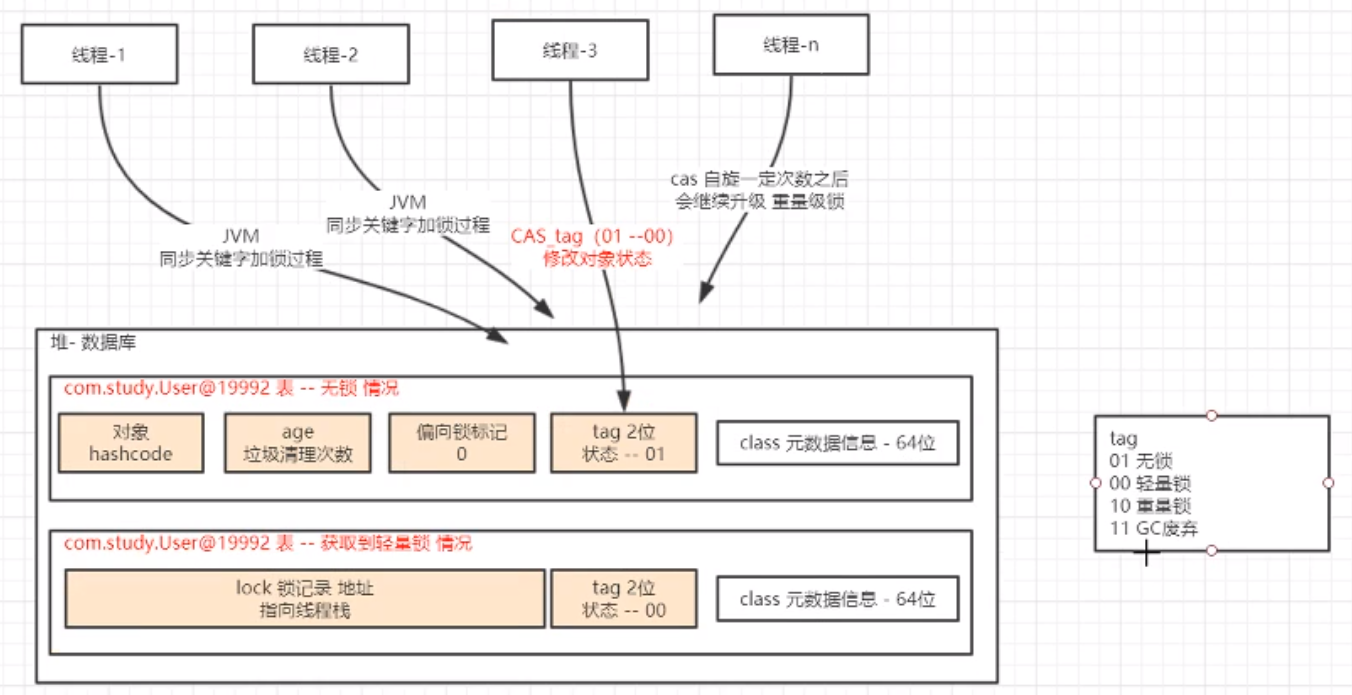 线程-1
线程-2
线程-3
线程-n
JVM
同步关键字加锁过程
JVM
同步关键字加锁过程
CAS_tag（01 --00）
修改对象状态
cas 自旋一定次数之后
会继续升级 重量级锁
堆- 数据库
com.study.User@19992 表 -- 无锁 情况
对象
hashcode
age
垃圾清理次数
偏向锁标记
0
tag 2位
状态 -- 01
class 元数据信息 - 64位
com.study.User@19992 表 -- 获取到轻量锁 情况
lock 锁记录 地址
指向线程栈
tag 2位
状态 -- 00
class 元数据信息 - 64位
tag
01 无锁
00 轻量锁
10 重量锁
11 GC废弃